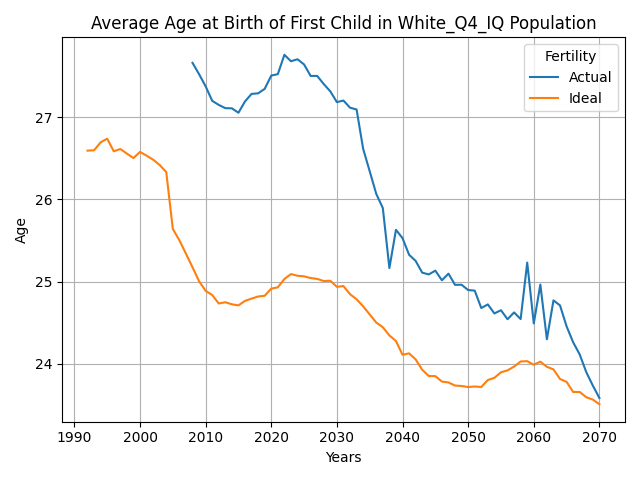 Average Age at Birth of First Child in White_Q4_IQ Population
Fertility
Actual
Ideal
27
26
25
24
Age
1990 2000 2010 2020 2030 2040 2050 2060 2070
Years